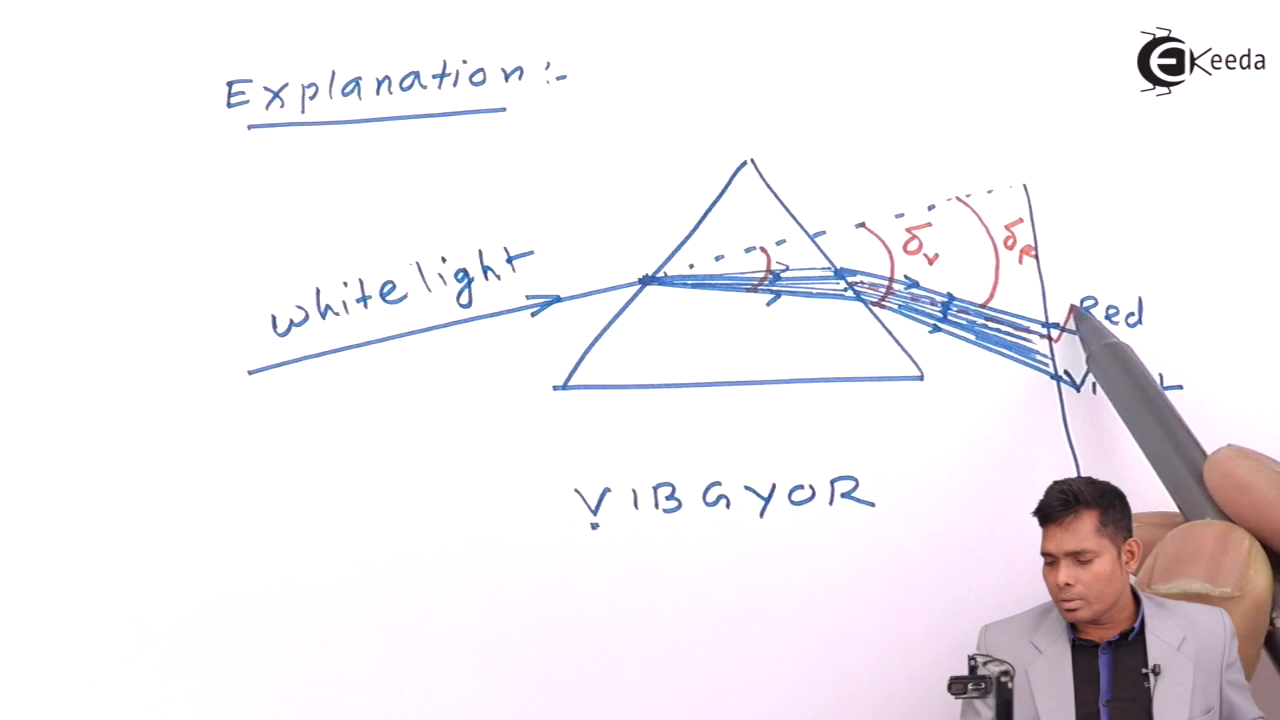 Explanation :-
Keeda
white light
δv
δR
Red
VIBGYOR